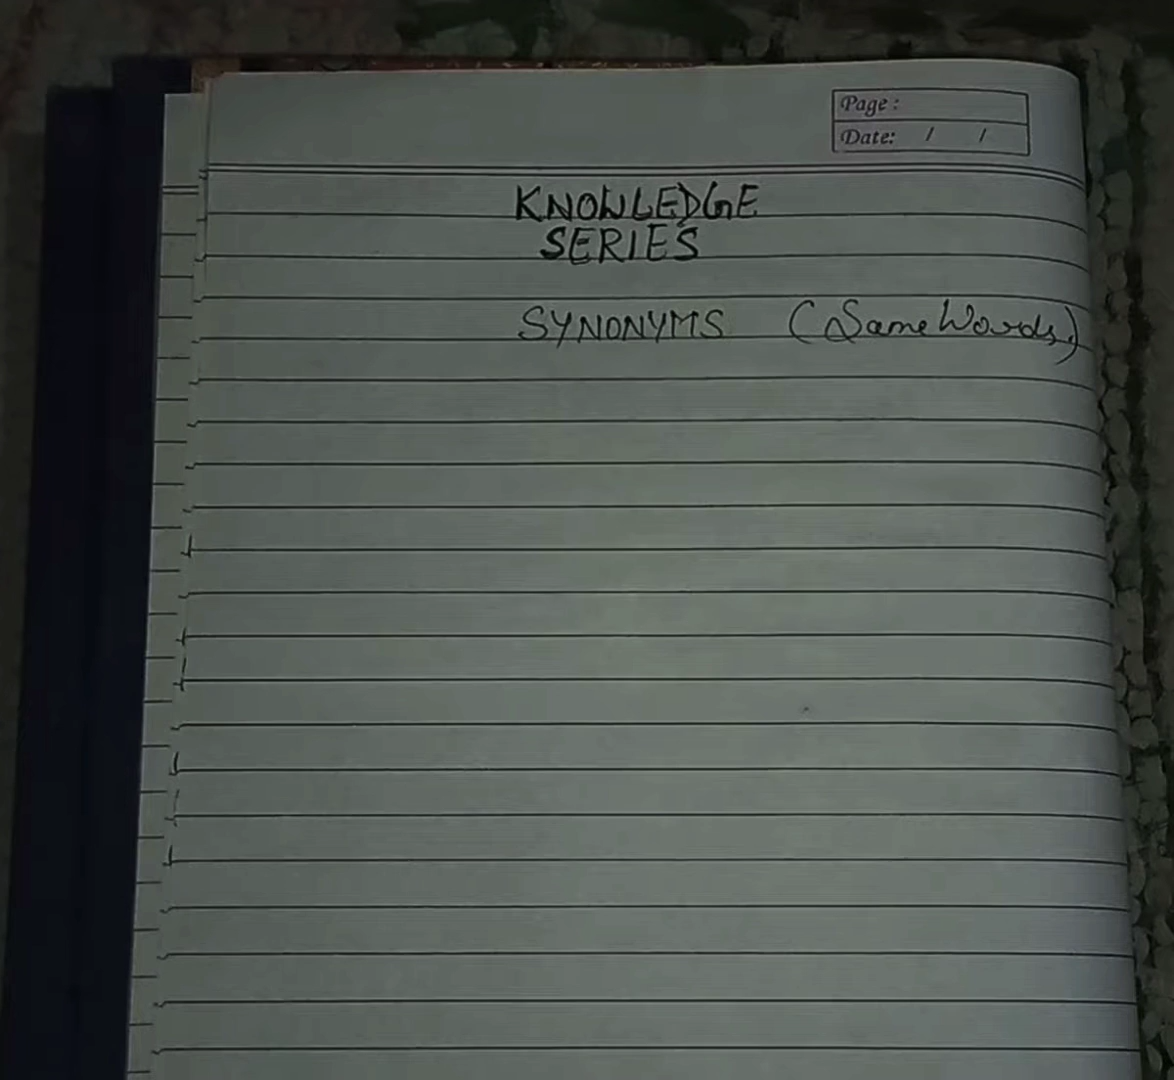 Page :
Date: / /
KNOWLEDGE
SERIES
SYNONYMS (Same Words)